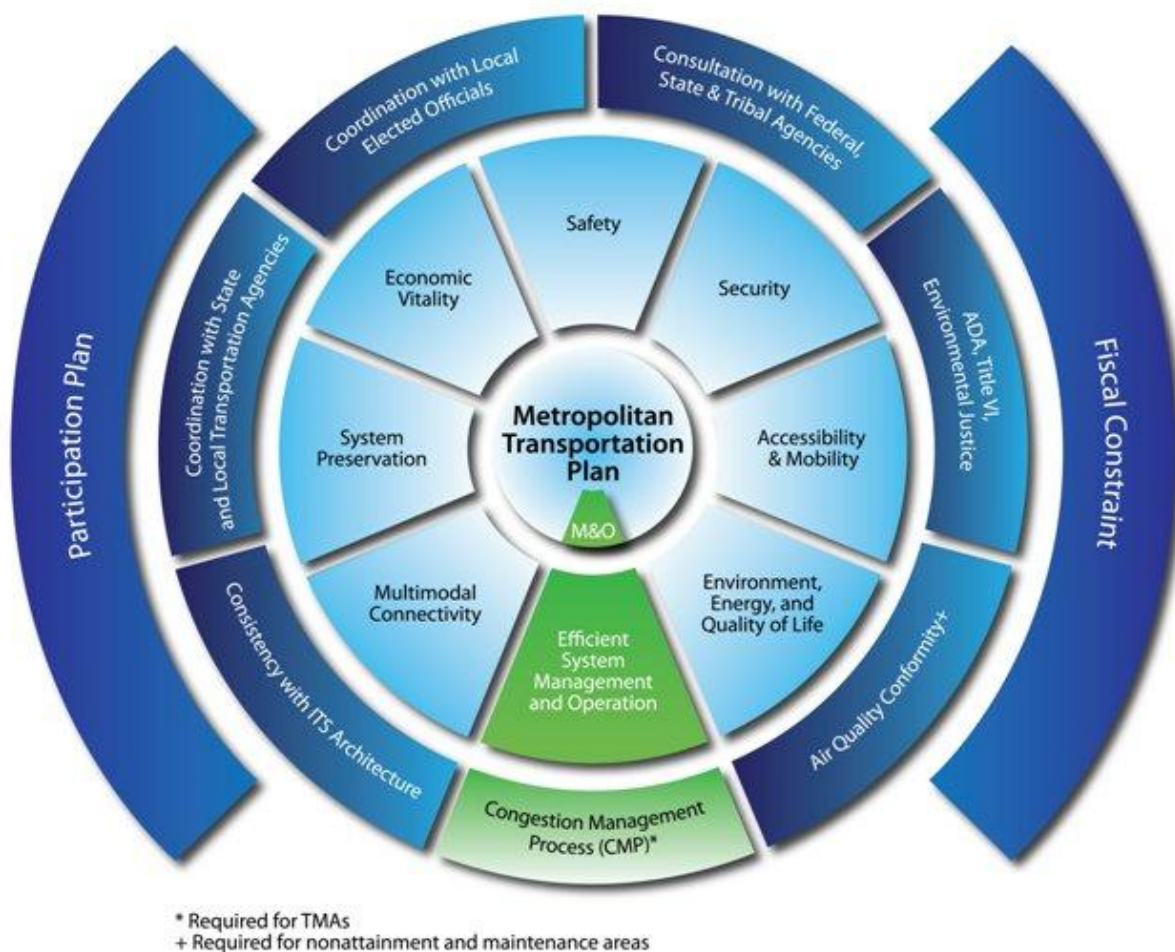 Participation Plan
Coordination with State
and Local Transportation Agencies
Coordination with Local
Elected Officials
Consultation with Federal,
State & Tribal Agencies
ADA, Title VI,
Environmental Justice
Air Quality Conformity+
Congestion Management
Process (CMP)*
Consistency with ITS Architecture
Fiscal Constraint
Safety
Security
Accessibility
& Mobility
Environment,
Energy, and
Quality of Life
Efficient
System
Management
and Operation
Multimodal
Connectivity
System
Preservation
Economic
Vitality
Metropolitan
Transportation
Plan
M&O
* Required for TMAs
+ Required for nonattainment and maintenance areas